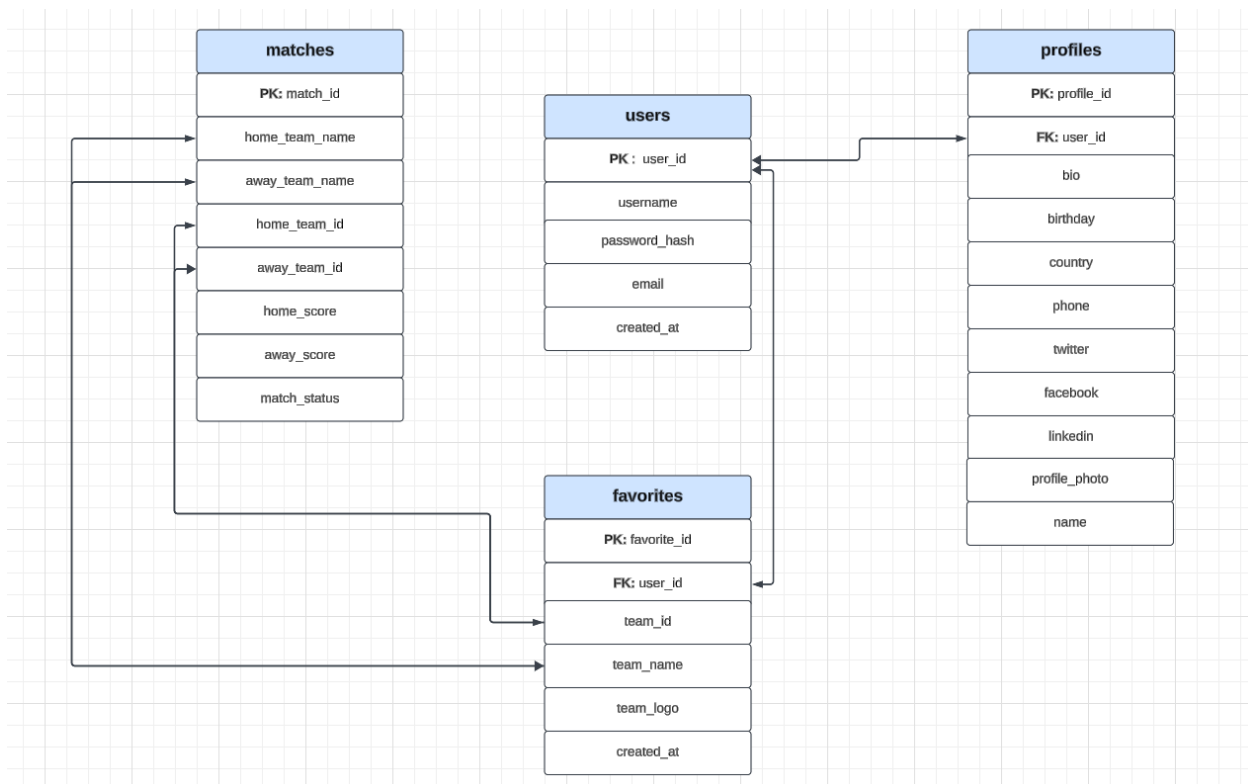 matches
PK: match_id
home_team_name
away_team_name
home_team_id
away_team_id
home_score
away_score
match_status
users
PK : user_id
username
password_hash
email
created_at
profiles
PK: profile_id
FK: user_id
bio
birthday
country
phone
twitter
facebook
linkedin
profile_photo
name
favorites
PK: favorite_id
FK: user_id
team_id
team_name
team_logo
created_at